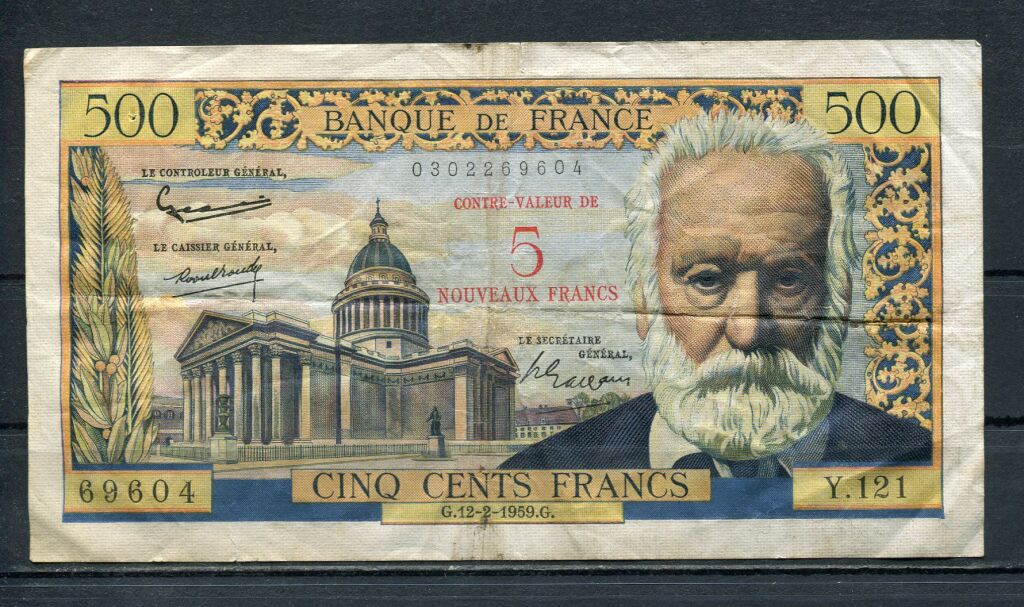 500
BANQUE DE FRANCE
500
0302269604
LE CONTROLEUR GÉNÉRAL,
CONTRE-VALEUR DE
5
NOUVEAUX FRANCS
LE CAISSIER GÉNÉRAL,
LE SECRÉTAIRE
GÉNÉRAL,
69604
CINQ CENTS FRANCS
Y.121
G.12-2-1959.G.